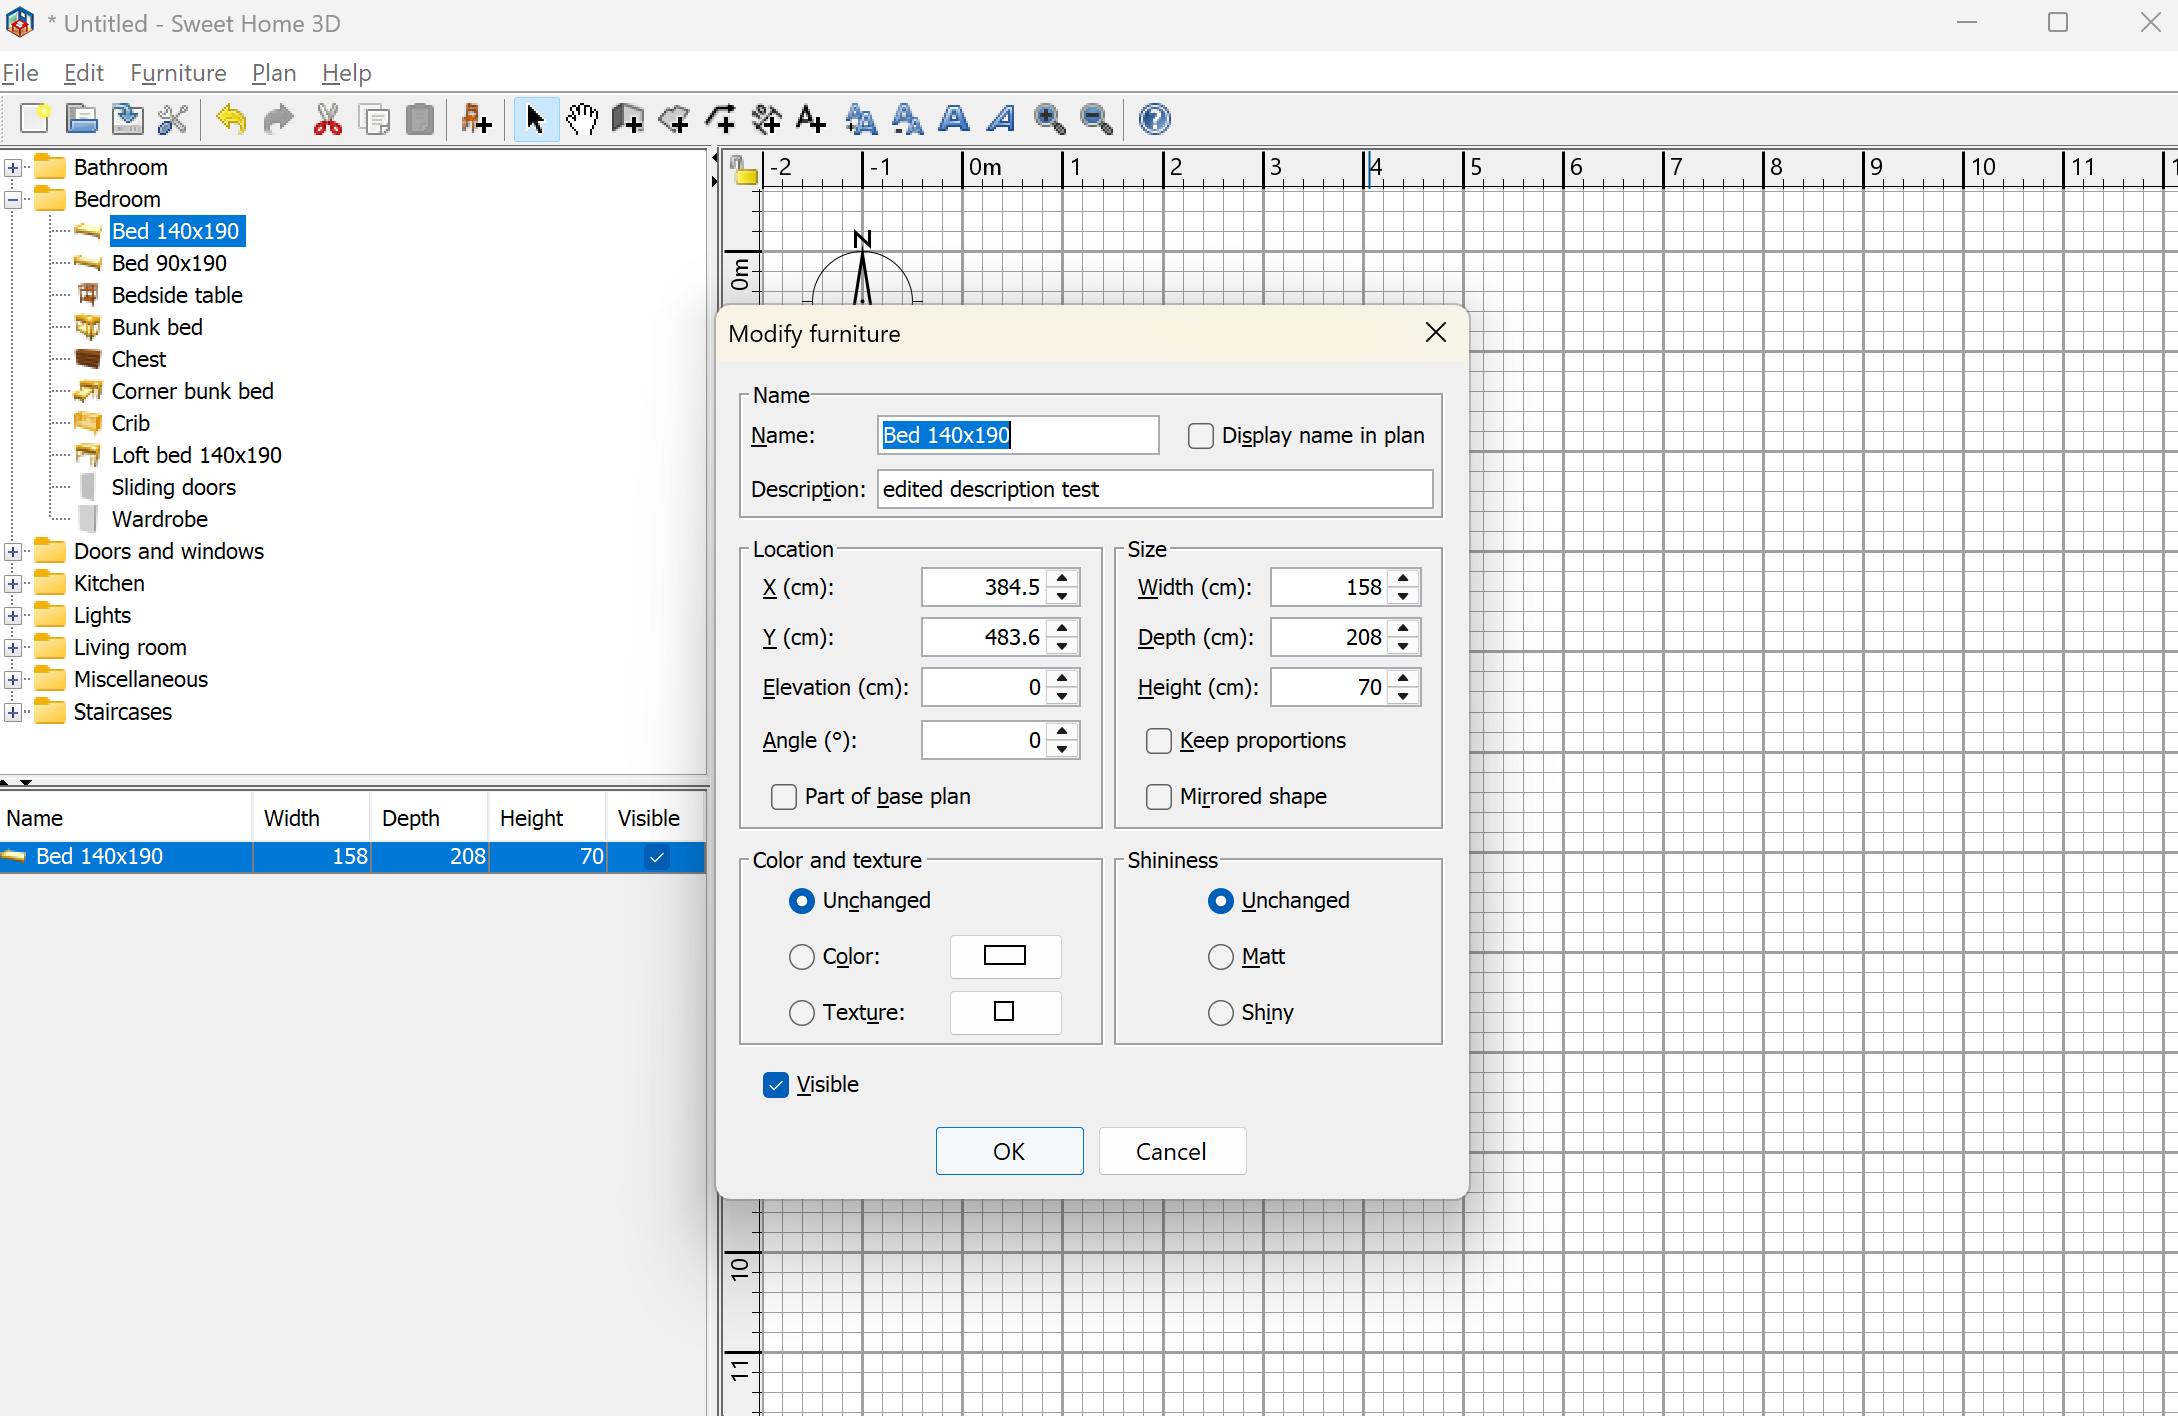 * Untitled - Sweet Home 3D
File Edit Furniture Plan Help
Bathroom
Bedroom
Bed 140x190
Bed 90x190
Bedside table
Bunk bed
Chest
Corner bunk bed
Crib
Loft bed 140x190
Sliding doors
Wardrobe
Doors and windows
Kitchen
Lights
Living room
Miscellaneous
Staircases
Name Width Depth Height Visible
Bed 140x190 158 208 70
-2 -1 0m 1 2 3 4 5 6 7 8 9 10 11
0m
N
10
11
Modify furniture
Name
Name: Bed 140x190 Display name in plan
Description: edited description test
Location
X (cm): 384.5
Y (cm): 483.6
Elevation (cm): 0
Angle (°): 0
Part of base plan
Size
Width (cm): 158
Depth (cm): 208
Height (cm): 70
Keep proportions
Mirrored shape
Color and texture
Unchanged
Color:
Texture:
Shininess
Unchanged
Matt
Shiny
Visible
OK Cancel